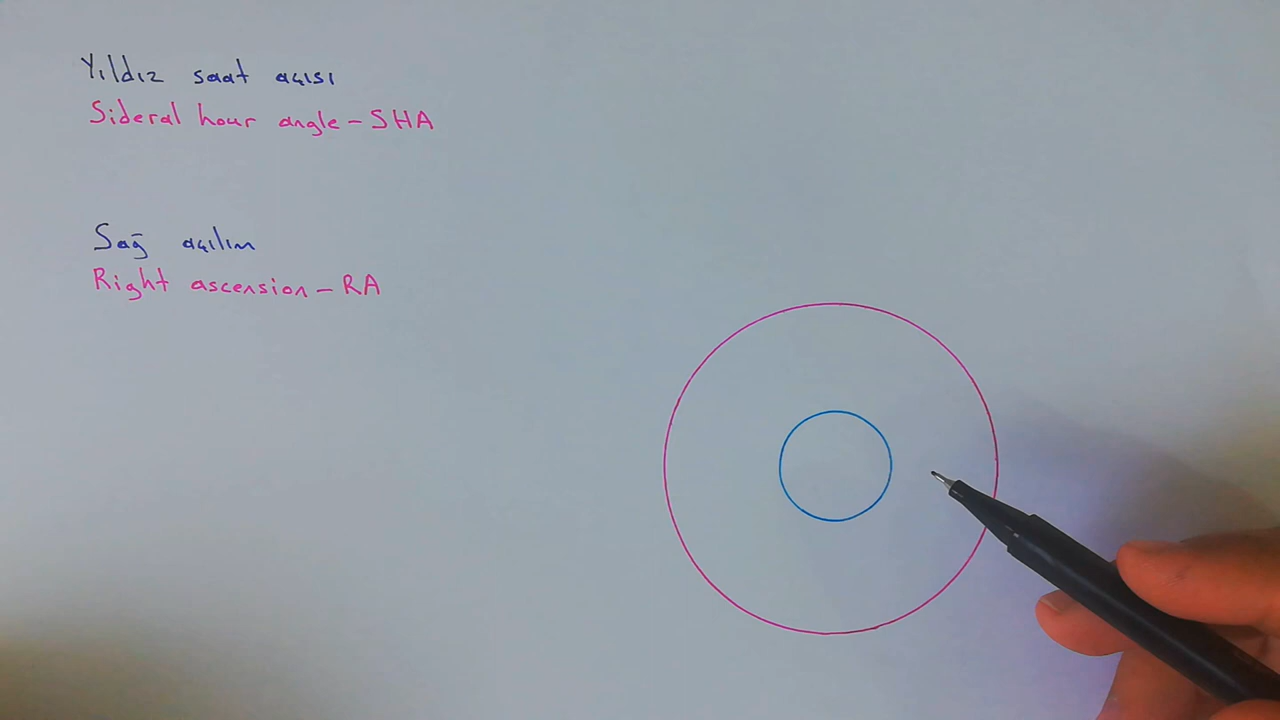 Yıldız saat açısı
Sideral hour angle - SHA
Sağ açılım
Right ascension - RA